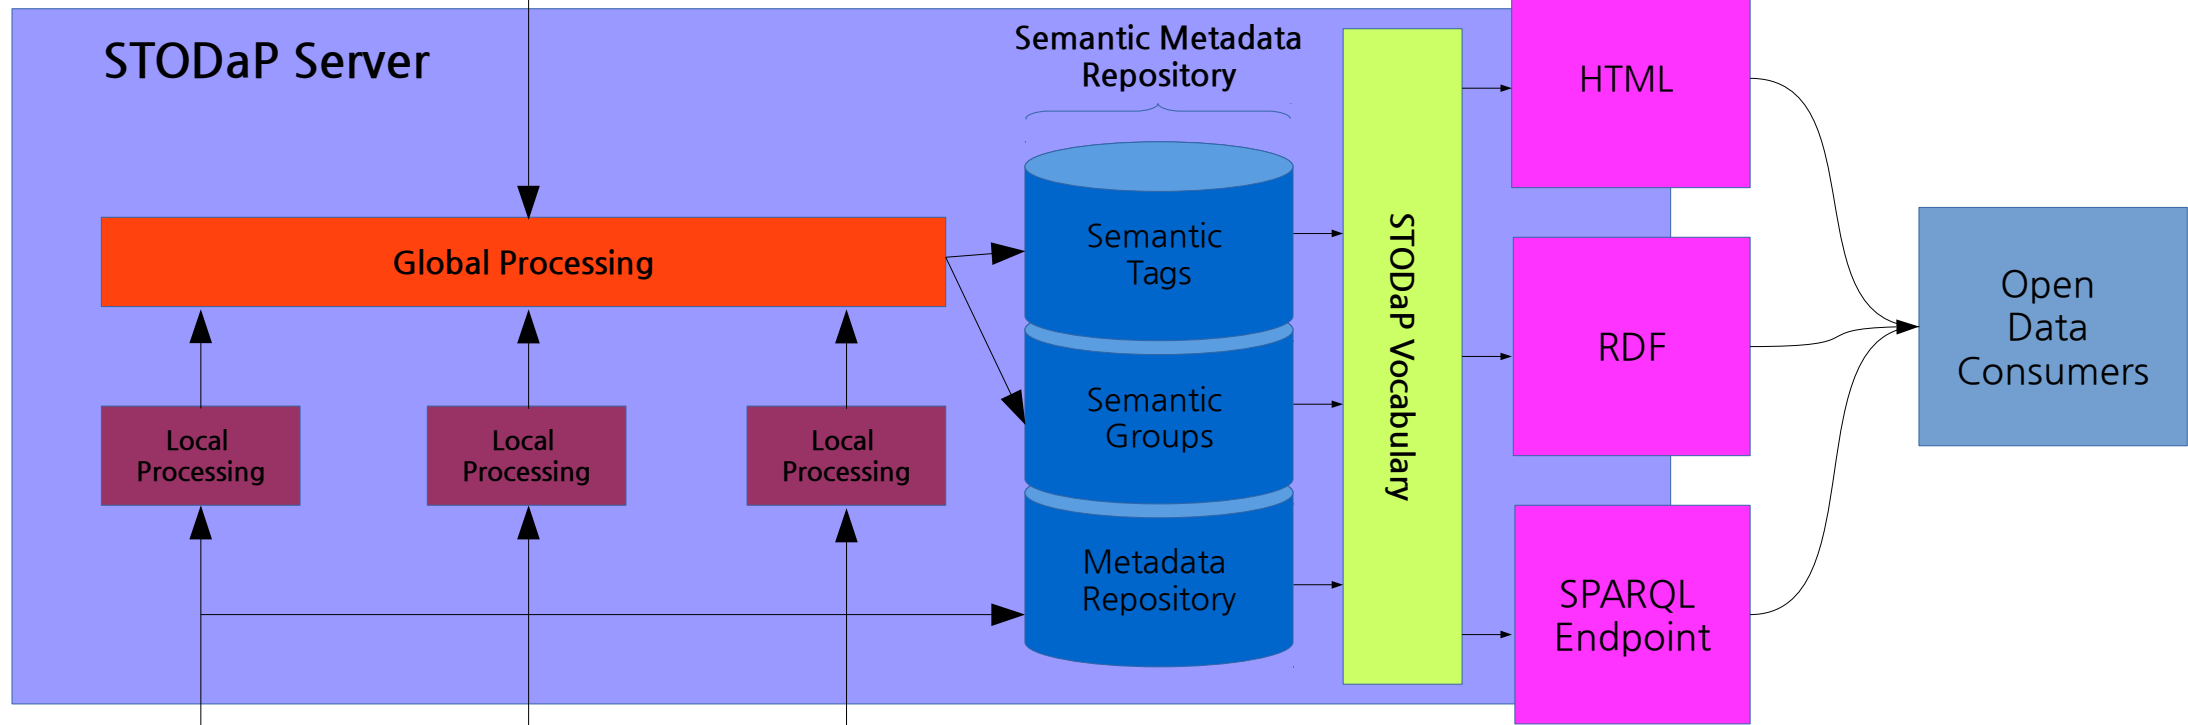 STODaP Server
Semantic Metadata
Repository
Global Processing
Local
Processing
Local
Processing
Local
Processing
Semantic
Tags
Semantic
Groups
Metadata
Repository
STODaP Vocabulary
HTML
RDF
SPARQL
Endpoint
Open
Data
Consumers